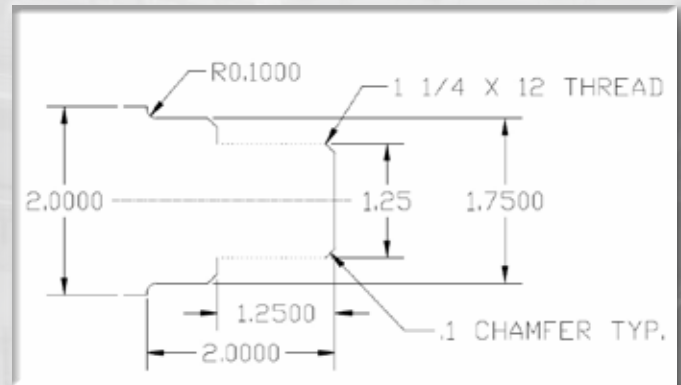 R0.1000
1 1/4 X 12 THREAD
2.0000
1.25
1.7500
1.2500
.1 CHAMFER TYP.
2.0000